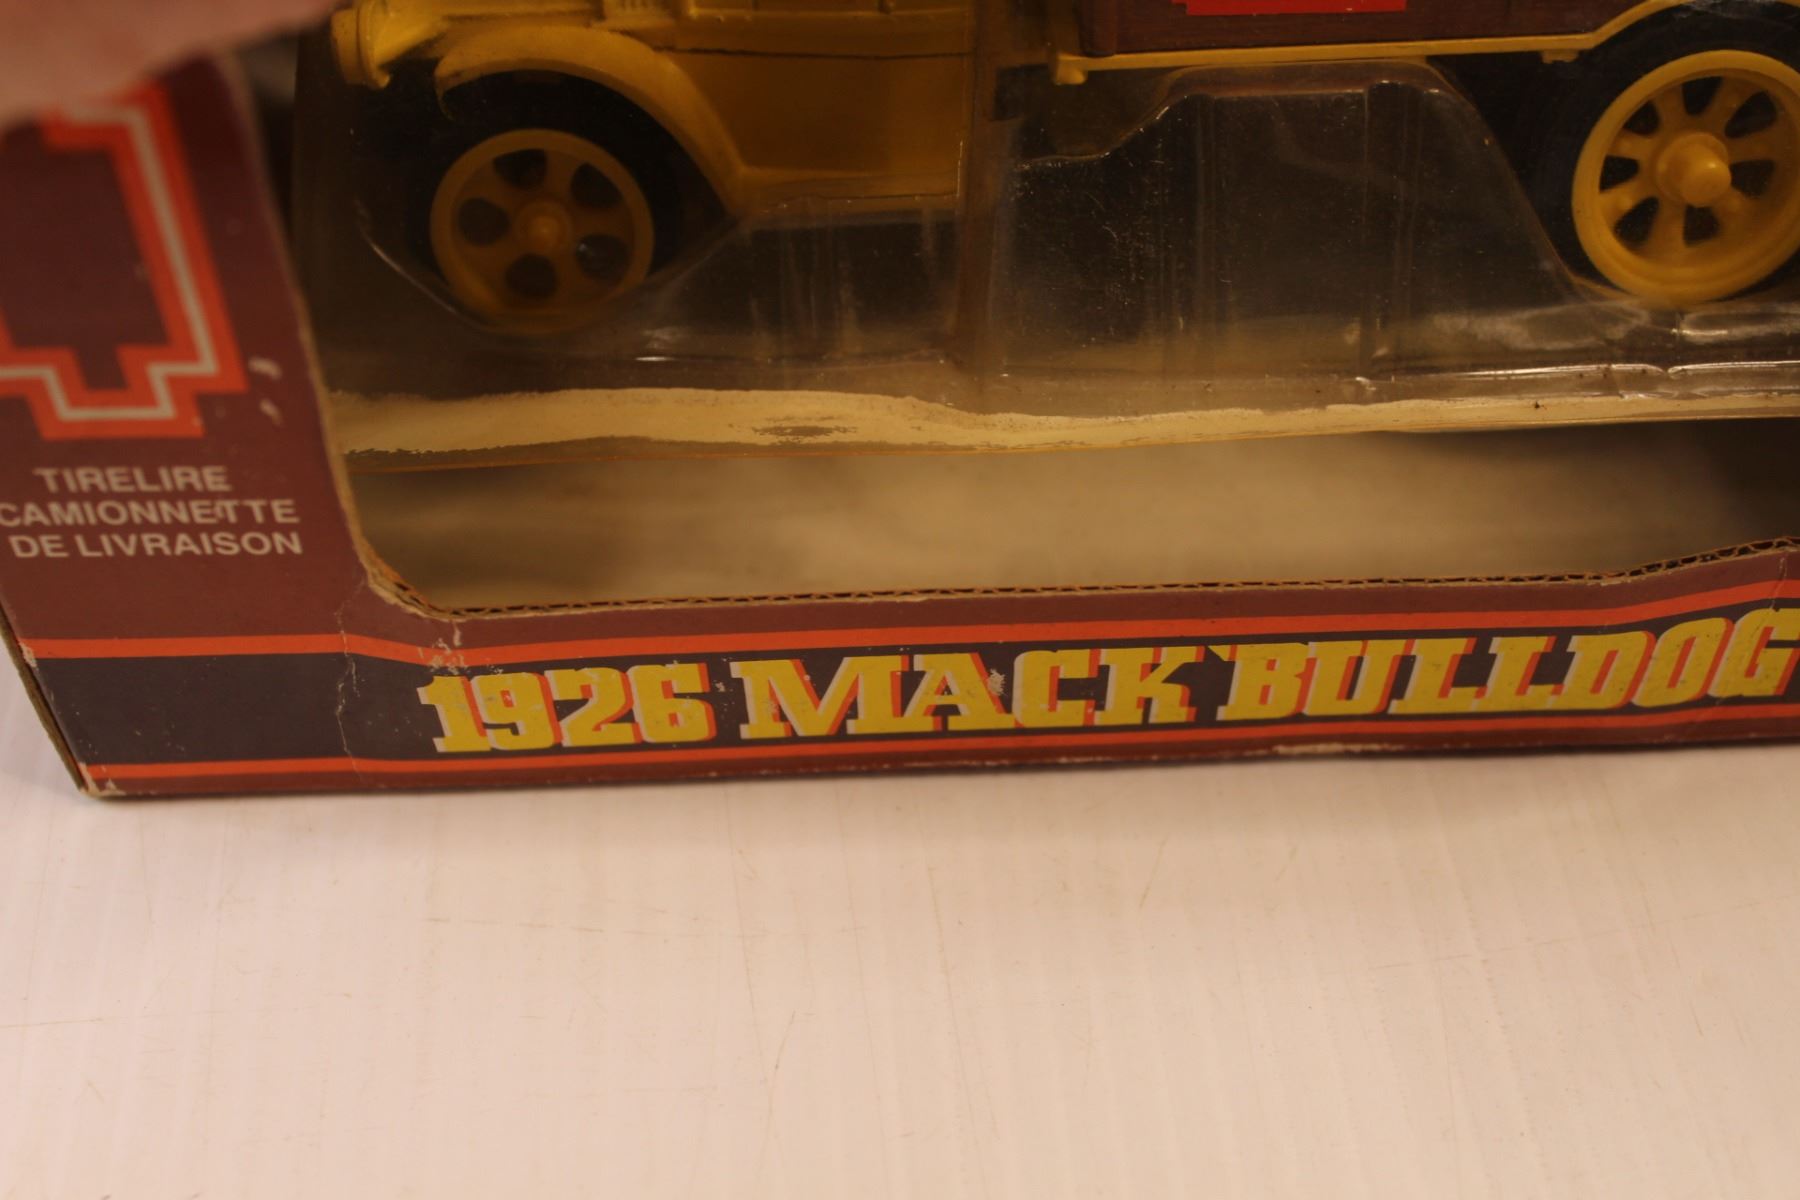 TIRELIRE
CAMIONNETTE
DE LIVRAISON
1926 MACK BULLDOG